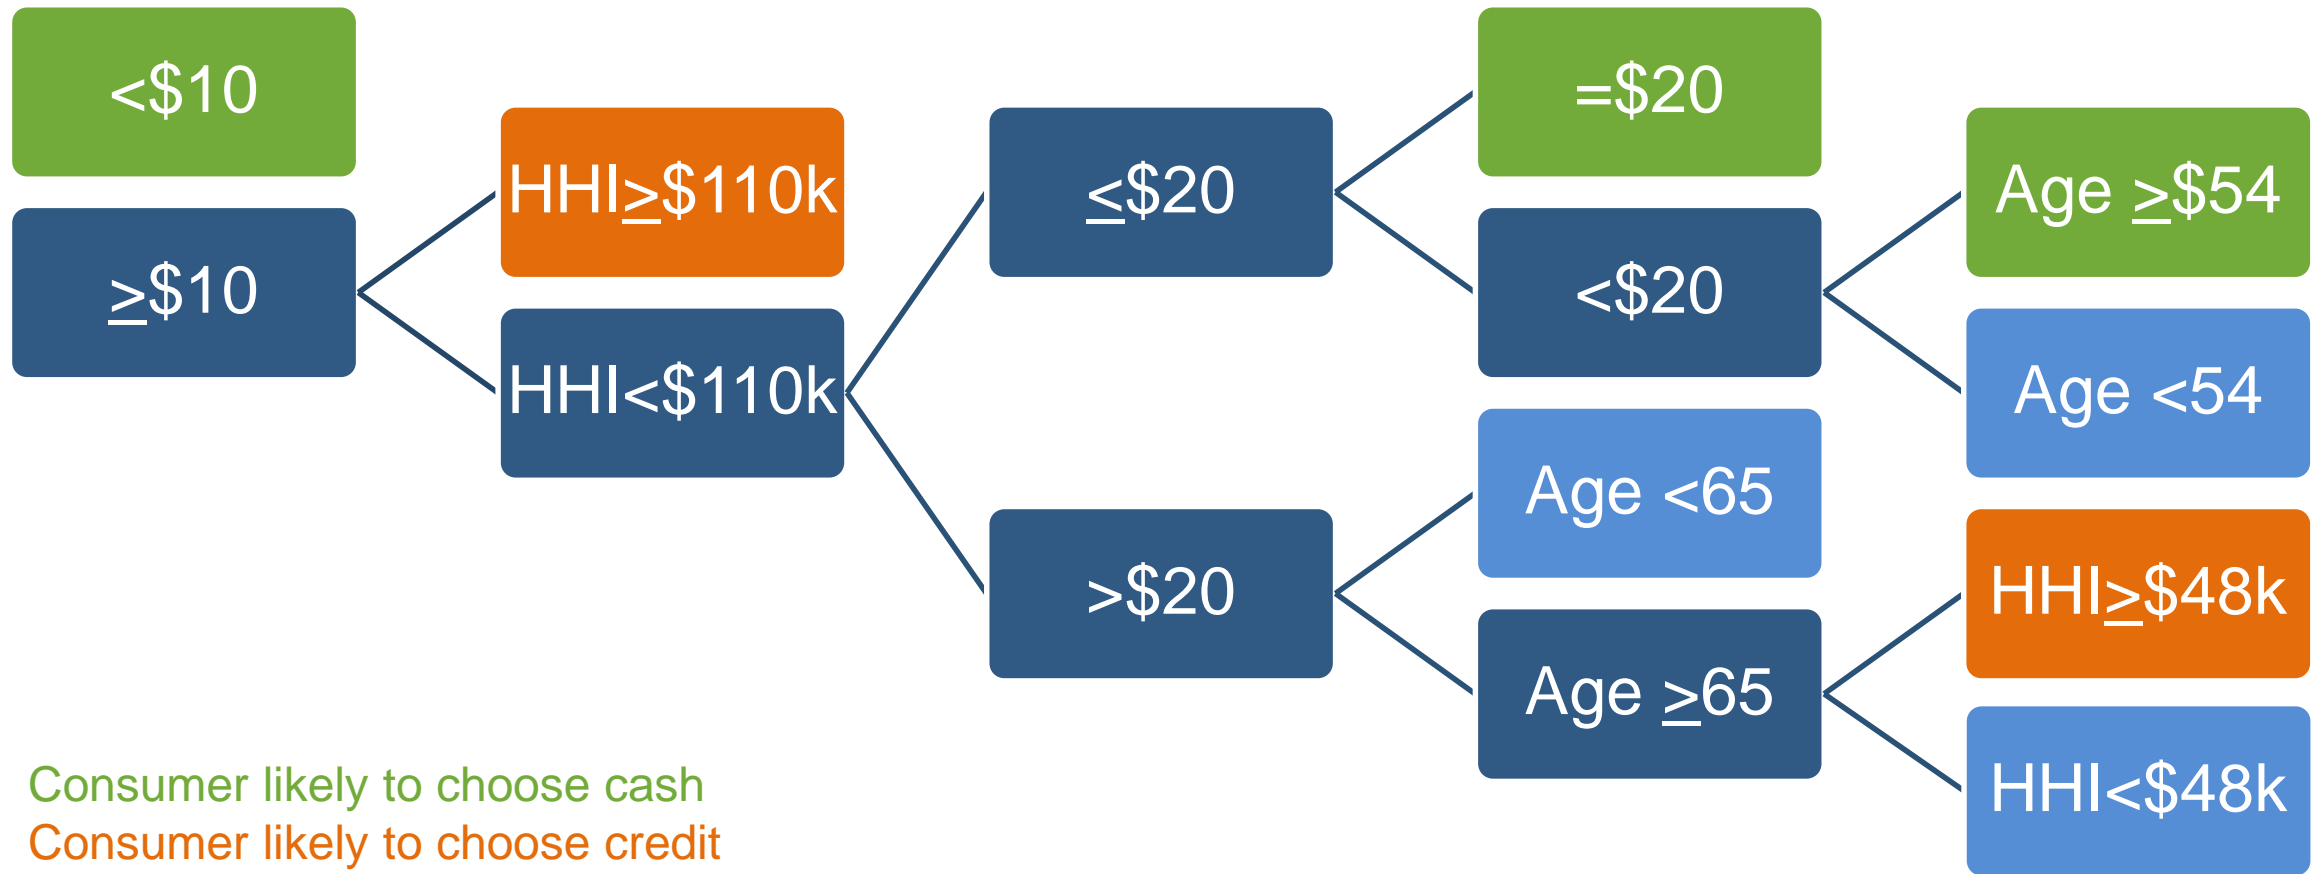 <$10
≥$10
HHI≥$110k
HHI<$110k
≤$20
>$20
=$20
<$20
Age <65
Age ≥65
Age ≥$54
Age <54
HHI≥$48k
HHI<$48k
Consumer likely to choose cash
Consumer likely to choose credit